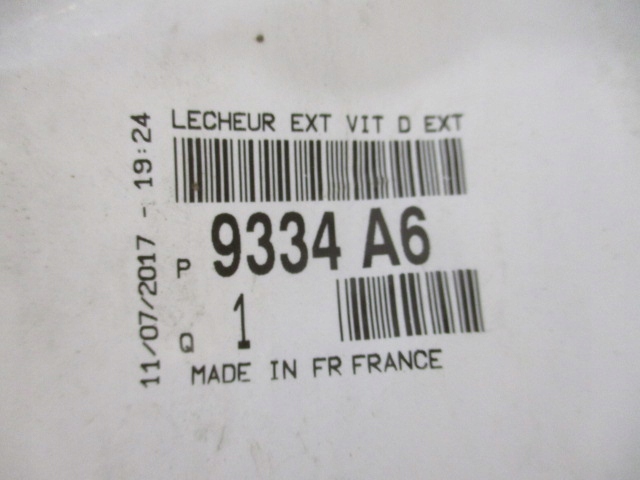 LECHEUR EXT VIT D EXT
P 9334 A6
Q 1
MADE IN FR FRANCE
11/07/2017 - 19:24